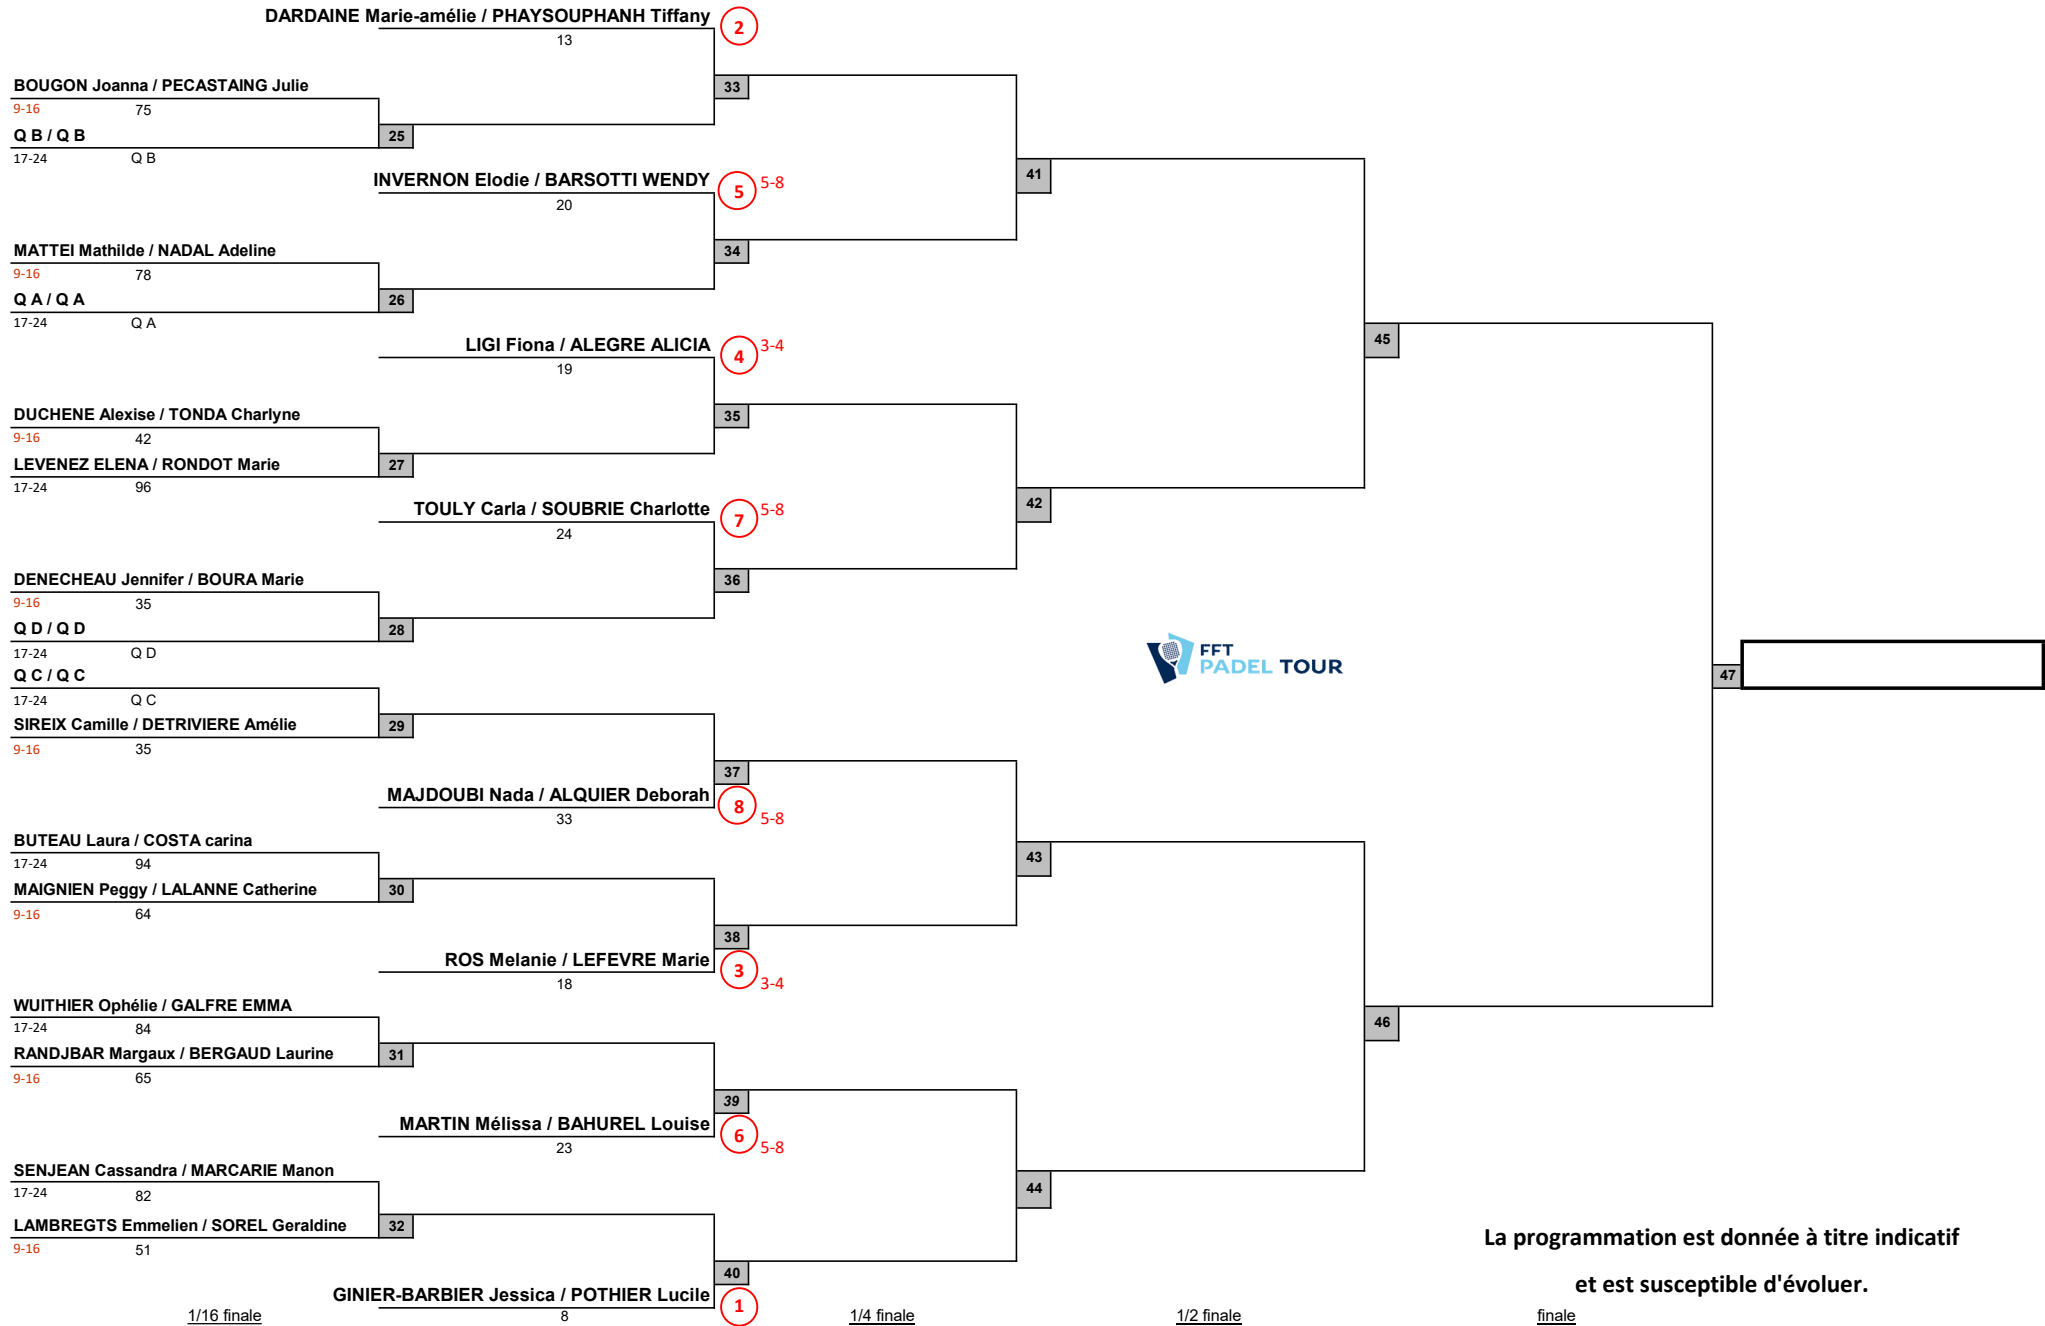 DARDAINE Marie-amélie / PHAYSOUPHANH Tiffany
2
13
BOUGON Joanna / PECASTAING Julie
33
9-16 75
Q B / Q B
25
17-24 Q B
INVERNON Elodie / BARSOTTI WENDY
5 5-8
41
20
MATTEI Mathilde / NADAL Adeline
34
9-16 78
Q A / Q A
26
17-24 Q A
LIGI Fiona / ALEGRE ALICIA
4 3-4
45
19
DUCHENE Alexise / TONDA Charlyne
35
9-16 42
LEVENEZ ELENA / RONDOT Marie
27
17-24 96
TOULY Carla / SOUBRIE Charlotte
7 5-8
42
24
DENECHEAU Jennifer / BOURA Marie
36
9-16 35
Q D / Q D
28
17-24 Q D
FFT
PADEL TOUR
Q C / Q C
47
17-24 Q C
SIREIX Camille / DETRIVIERE Amélie
29
9-16 35
37
MAJDOUBI Nada / ALQUIER Deborah
8 5-8
33
BUTEAU Laura / COSTA carina
43
17-24 94
MAIGNIEN Peggy / LALANNE Catherine
30
9-16 64
38
ROS Melanie / LEFEVRE Marie
3 3-4
18
WUITHIER Ophélie / GALFRE EMMA
46
17-24 84
RANDJBAR Margaux / BERGAUD Laurine
31
9-16 65
39
MARTIN Mélissa / BAHUREL Louise
6 5-8
23
SENJEAN Cassandra / MARCARIE Manon
44
17-24 82
LAMBREGTS Emmelien / SOREL Geraldine
32
9-16 51
La programmation est donnée à titre indicatif
et est susceptible d'évoluer.
40
GINIER-BARBIER Jessica / POTHIER Lucile
1
8
1/16 finale 1/4 finale 1/2 finale finale